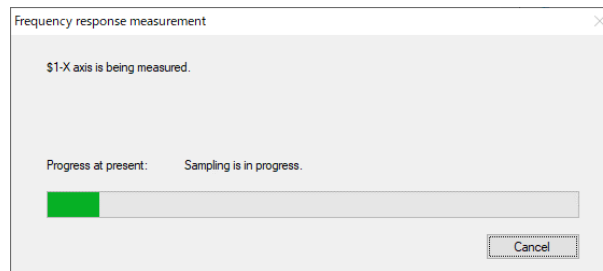 Frequency response measurement
$1-X axis is being measured.
Progress at present: Sampling is in progress.
Cancel